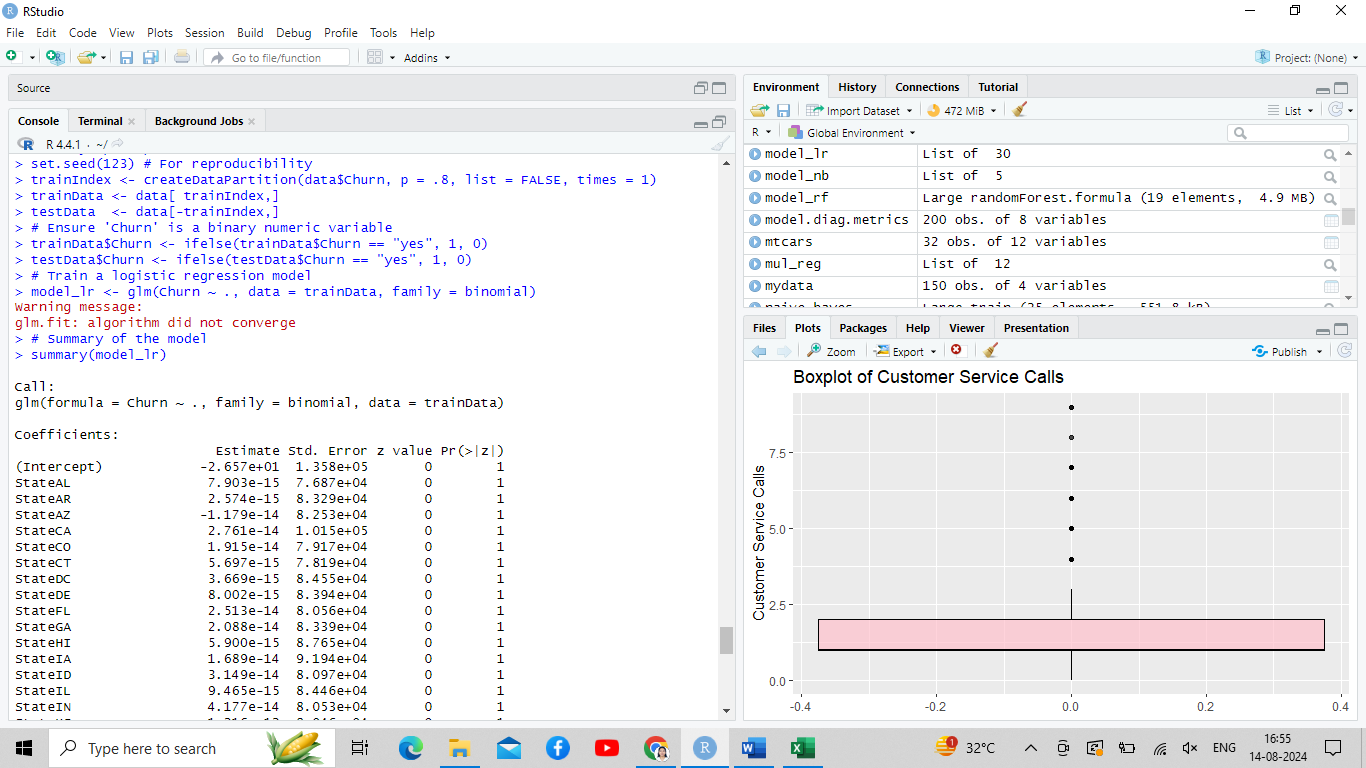 RStudio
File Edit Code View Plots Session Build Debug Profile Tools Help
Go to file/function Addins Project: (None)
Source
Console Terminal Background Jobs
R 4.4.1 · ~/
> set.seed(123) # For reproducibility
> trainIndex <- createDataPartition(data$Churn, p = .8, list = FALSE, times = 1)
> trainData <- data[ trainIndex,]
> testData  <- data[-trainIndex,]
> # Ensure 'Churn' is a binary numeric variable
> trainData$Churn <- ifelse(trainData$Churn == "yes", 1, 0)
> testData$Churn <- ifelse(testData$Churn == "yes", 1, 0)
> # Train a logistic regression model
> model_lr <- glm(Churn ~ ., data = trainData, family = binomial)
Warning message:
glm.fit: algorithm did not converge
> # Summary of the model
> summary(model_lr)
Call:
glm(formula = Churn ~ ., family = binomial, data = trainData)
Coefficients:
Estimate Std. Error z value Pr(>|z|)
(Intercept) -2.657e+01 1.358e+05 0 1
StateAL 7.903e-15 7.687e+04 0 1
StateAR 2.574e-15 8.329e+04 0 1
StateAZ -1.179e-14 8.253e+04 0 1
StateCA 2.761e-14 1.015e+05 0 1
StateCO 1.915e-14 7.917e+04 0 1
StateCT 5.697e-15 7.819e+04 0 1
StateDC 3.669e-15 8.455e+04 0 1
StateDE 8.002e-15 8.394e+04 0 1
StateFL 2.513e-14 8.056e+04 0 1
StateGA 2.088e-14 8.339e+04 0 1
StateHI 5.900e-15 8.765e+04 0 1
StateIA 1.689e-14 9.194e+04 0 1
StateID 3.149e-14 8.097e+04 0 1
StateIL 9.465e-15 8.446e+04 0 1
StateIN 4.177e-14 8.053e+04 0 1
Environment History Connections Tutorial
Import Dataset 472 MiB List
R Global Environment
model_lr List of  30
model_nb List of  5
model_rf Large randomForest.formula (19 elements,  4.9 MB)
model.diag.metrics 200 obs. of 8 variables
mtcars 32 obs. of 12 variables
mul_reg List of  12
mydata 150 obs. of 4 variables
naive_bayes Large train (25 elements,  551.8 kB)
Files Plots Packages Help Viewer Presentation
Zoom Export Publish
Boxplot of Customer Service Calls
Customer Service Calls
7.5
5.0
2.5
0.0
-0.4 -0.2 0.0 0.2 0.4
Type here to search
1 32°C ENG 16:55
14-08-2024